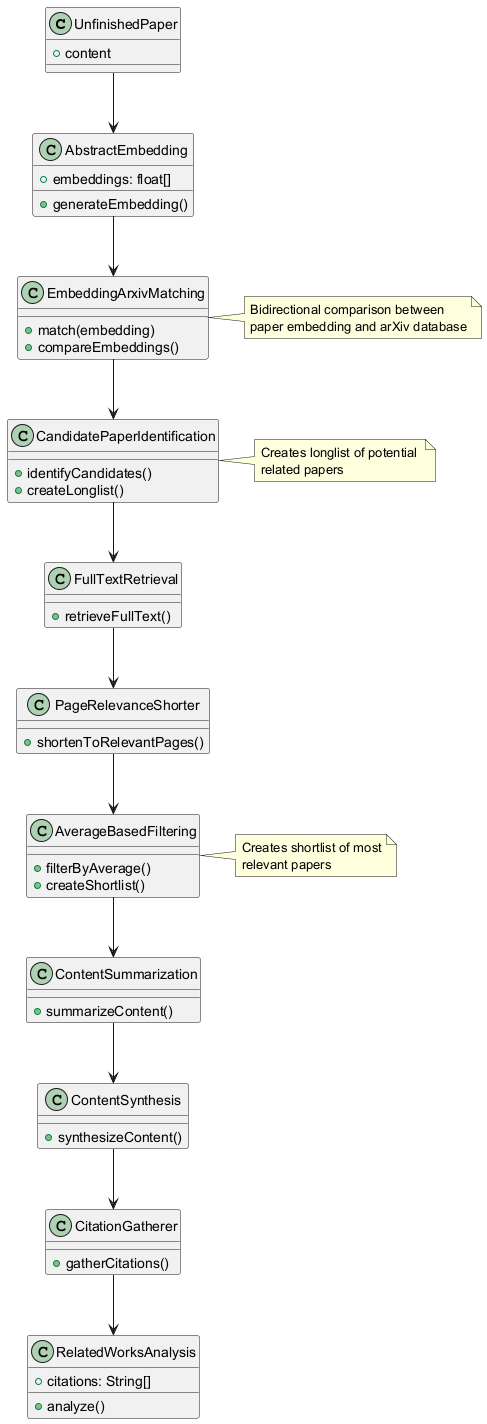 C UnfinishedPaper
content
C AbstractEmbedding
embeddings: float[]
generateEmbedding()
C EmbeddingArxivMatching
match(embedding)
compareEmbeddings()
Bidirectional comparison between
paper embedding and arXiv database
C CandidatePaperIdentification
identifyCandidates()
createLonglist()
Creates longlist of potential
related papers
C FullTextRetrieval
retrieveFullText()
C PageRelevanceShorter
shortenToRelevantPages()
C AverageBasedFiltering
filterByAverage()
createShortlist()
Creates shortlist of most
relevant papers
C ContentSummarization
summarizeContent()
C ContentSynthesis
synthesizeContent()
C CitationGatherer
gatherCitations()
C RelatedWorksAnalysis
citations: String[]
analyze()